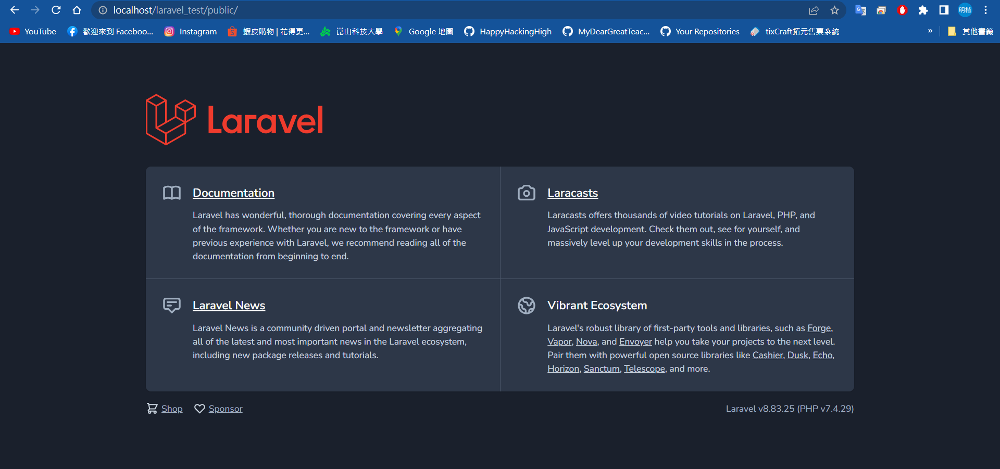 localhost/laravel_test/public/
明楷
YouTube 歡迎來到 Faceboo... Instagram 蝦皮購物 | 花得更... 崑山科技大學 Google 地圖 HappyHackingHigh MyDearGreatTeac... Your Repositories tixCraft拓元售票系統 » 其他書籤
Laravel
Documentation
Laravel has wonderful, thorough documentation covering every aspect
of the framework. Whether you are new to the framework or have
previous experience with Laravel, we recommend reading all of the
documentation from beginning to end.
Laracasts
Laracasts offers thousands of video tutorials on Laravel, PHP, and
JavaScript development. Check them out, see for yourself, and
massively level up your development skills in the process.
Laravel News
Laravel News is a community driven portal and newsletter aggregating
all of the latest and most important news in the Laravel ecosystem,
including new package releases and tutorials.
Vibrant Ecosystem
Laravel's robust library of first-party tools and libraries, such as Forge,
Vapor, Nova, and Envoyer help you take your projects to the next level.
Pair them with powerful open source libraries like Cashier, Dusk, Echo,
Horizon, Sanctum, Telescope, and more.
Shop Sponsor
Laravel v8.83.25 (PHP v7.4.29)